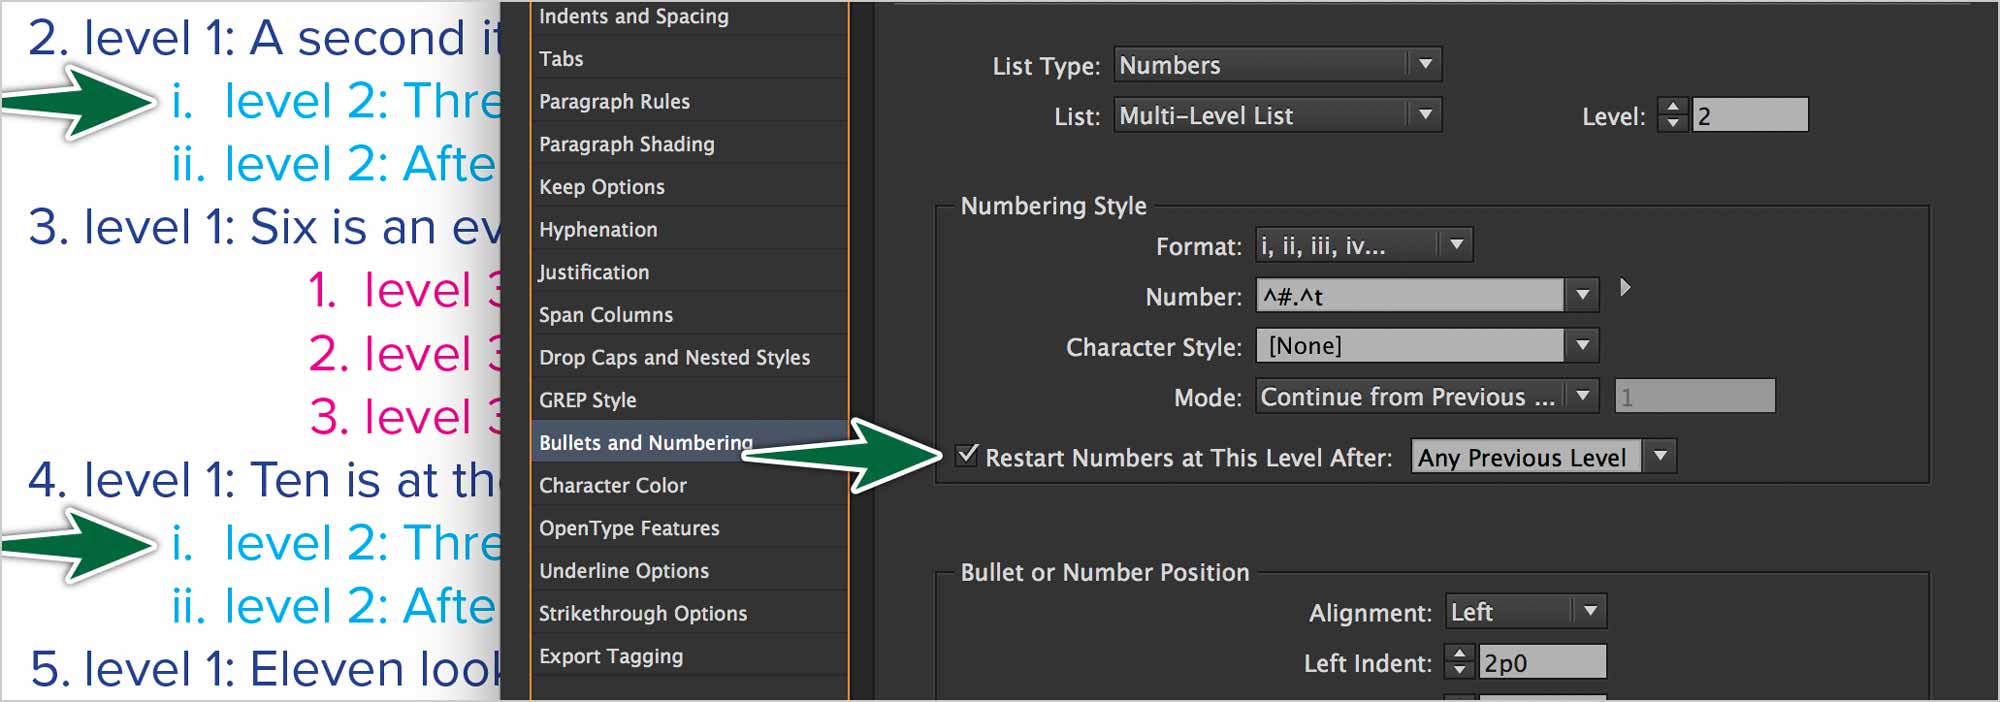 2. level 1: A second it
i. level 2: Thre
ii. level 2: Afte
3. level 1: Six is an ev
1. level 3
2. level 3
3. level 3
4. level 1: Ten is at the
i. level 2: Thre
ii. level 2: Afte
5. level 1: Eleven look
Indents and Spacing
Tabs
Paragraph Rules
Paragraph Shading
Keep Options
Hyphenation
Justification
Span Columns
Drop Caps and Nested Styles
GREP Style
Bullets and Numbering
Character Color
OpenType Features
Underline Options
Strikethrough Options
Export Tagging
List Type: Numbers
List: Multi-Level List Level: 2
Numbering Style
Format: i, ii, iii, iv...
Number: ^#.^t
Character Style: [None]
Mode: Continue from Previous ... 1
Restart Numbers at This Level After: Any Previous Level
Bullet or Number Position
Alignment: Left
Left Indent: 2p0